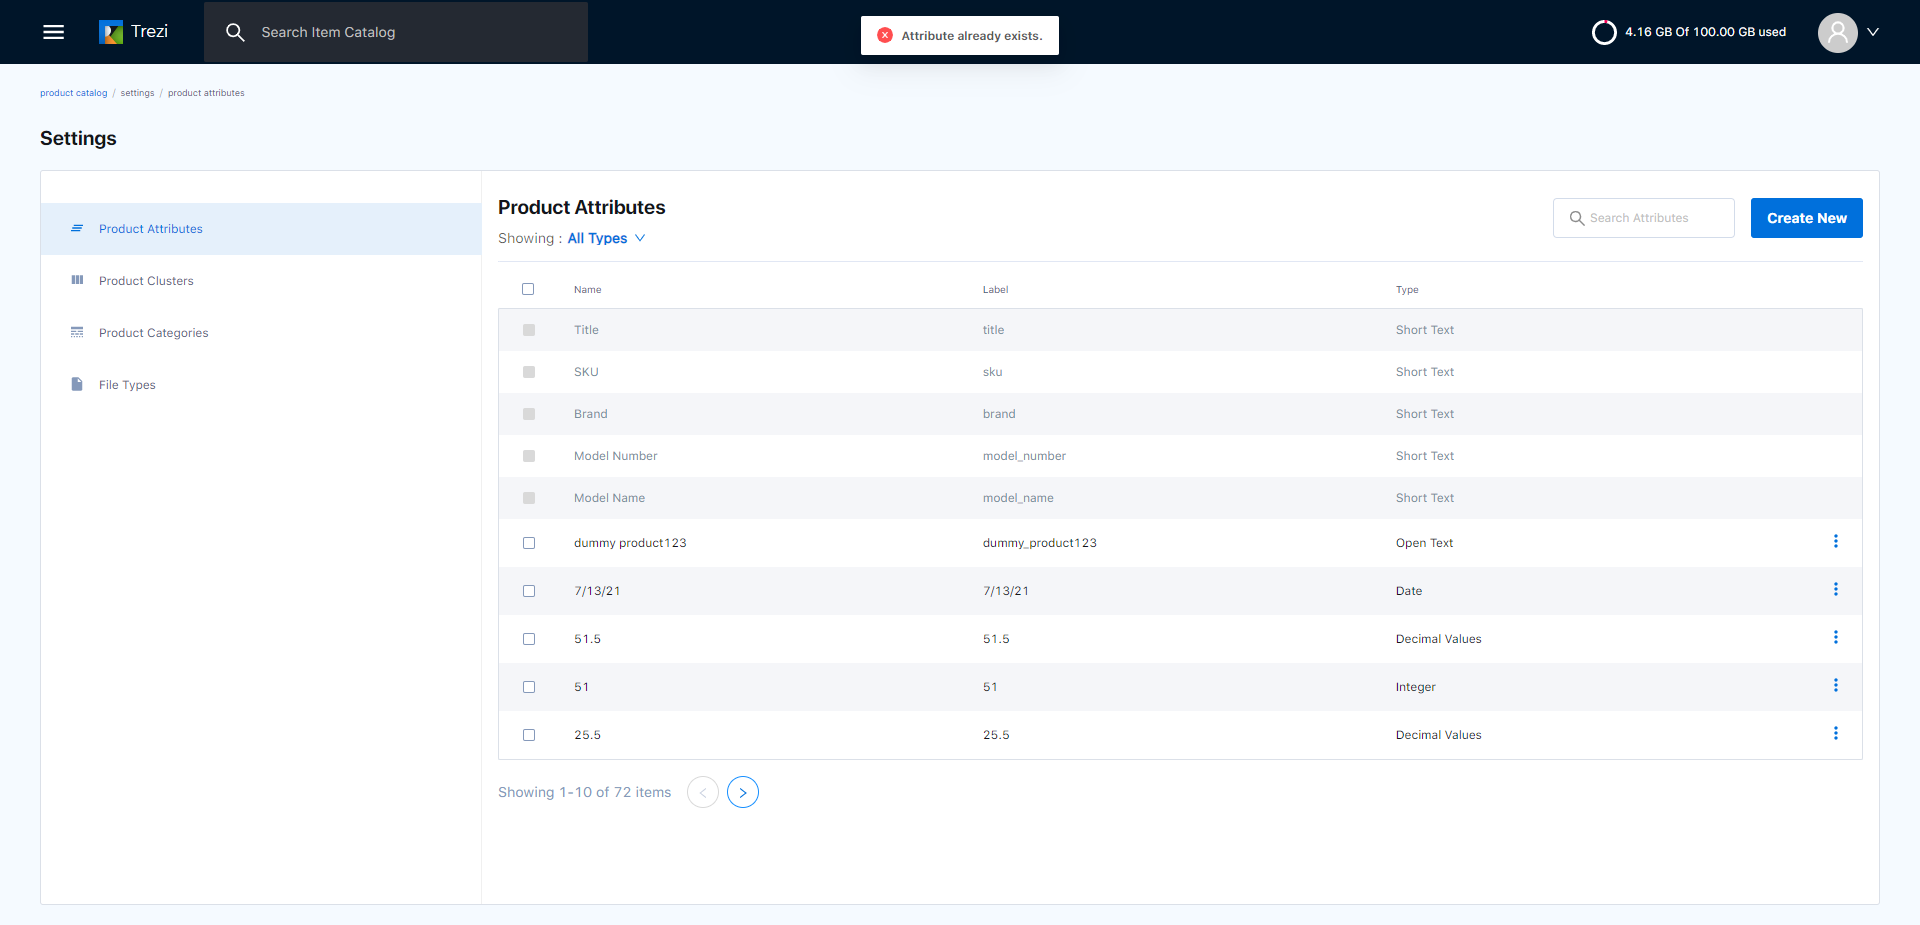 Trezi
Search Item Catalog
Attribute already exists.
4.16 GB Of 100.00 GB used
product catalog / settings / product attributes
Settings
Product Attributes
Product Clusters
Product Categories
File Types
Product Attributes
Showing : All Types
Search Attributes
Create New
Name Label Type
Title title Short Text
SKU sku Short Text
Brand brand Short Text
Model Number model_number Short Text
Model Name model_name Short Text
dummy product123 dummy_product123 Open Text
7/13/21 7/13/21 Date
51.5 51.5 Decimal Values
51 51 Integer
25.5 25.5 Decimal Values
Showing 1-10 of 72 items